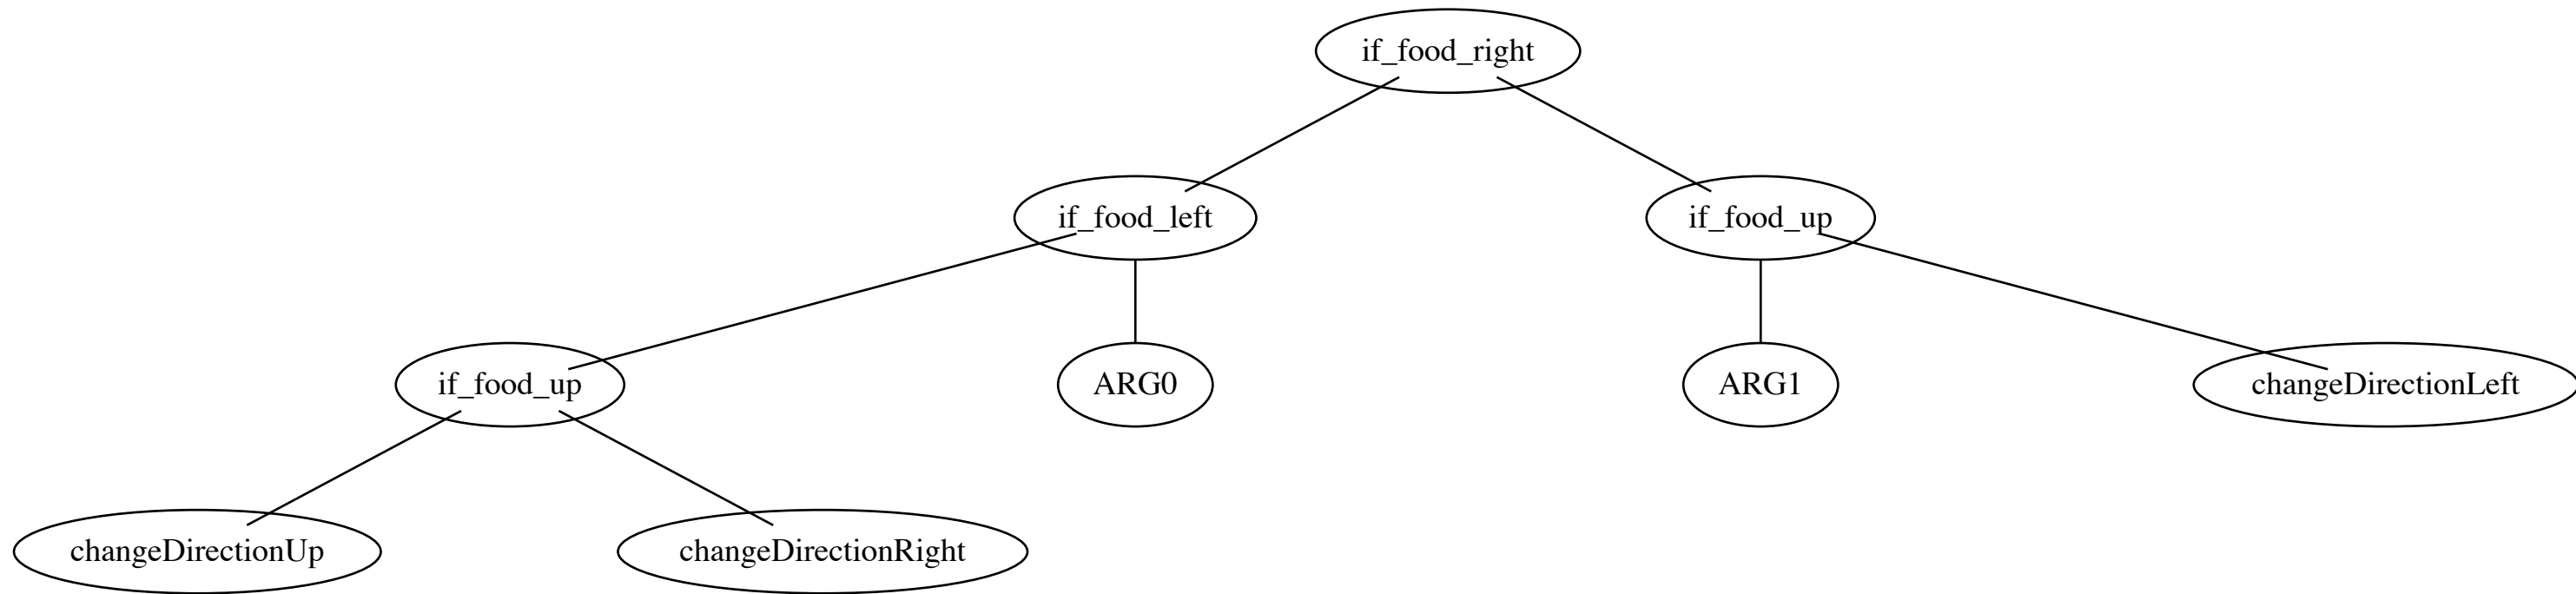 if_food_right
if_food_left
if_food_up
if_food_up
ARG0
ARG1
changeDirectionLeft
changeDirectionUp
changeDirectionRight